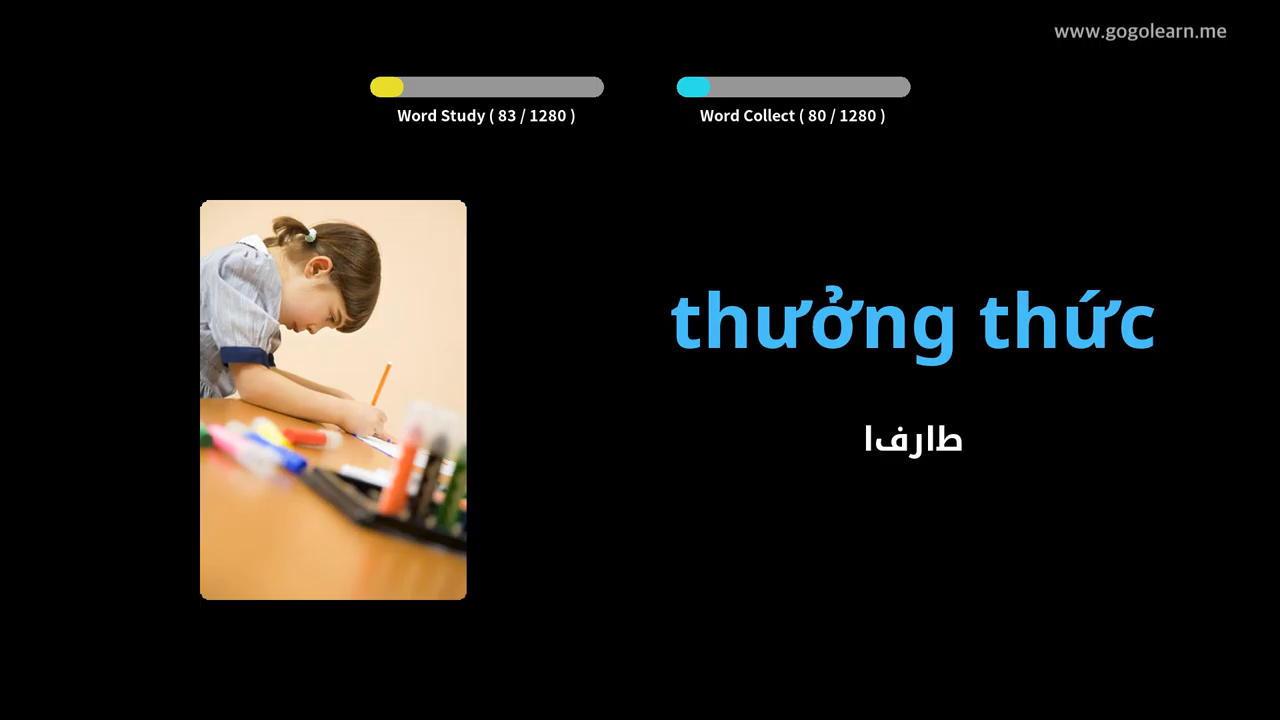 www.gogolearn.me
Word Study ( 83 / 1280 )
Word Collect ( 80 / 1280 )
thưởng thức
طارفا